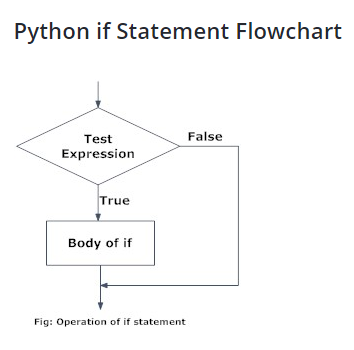 Python if Statement Flowchart
Test
Expression
False
True
Body of if
Fig: Operation of if statement